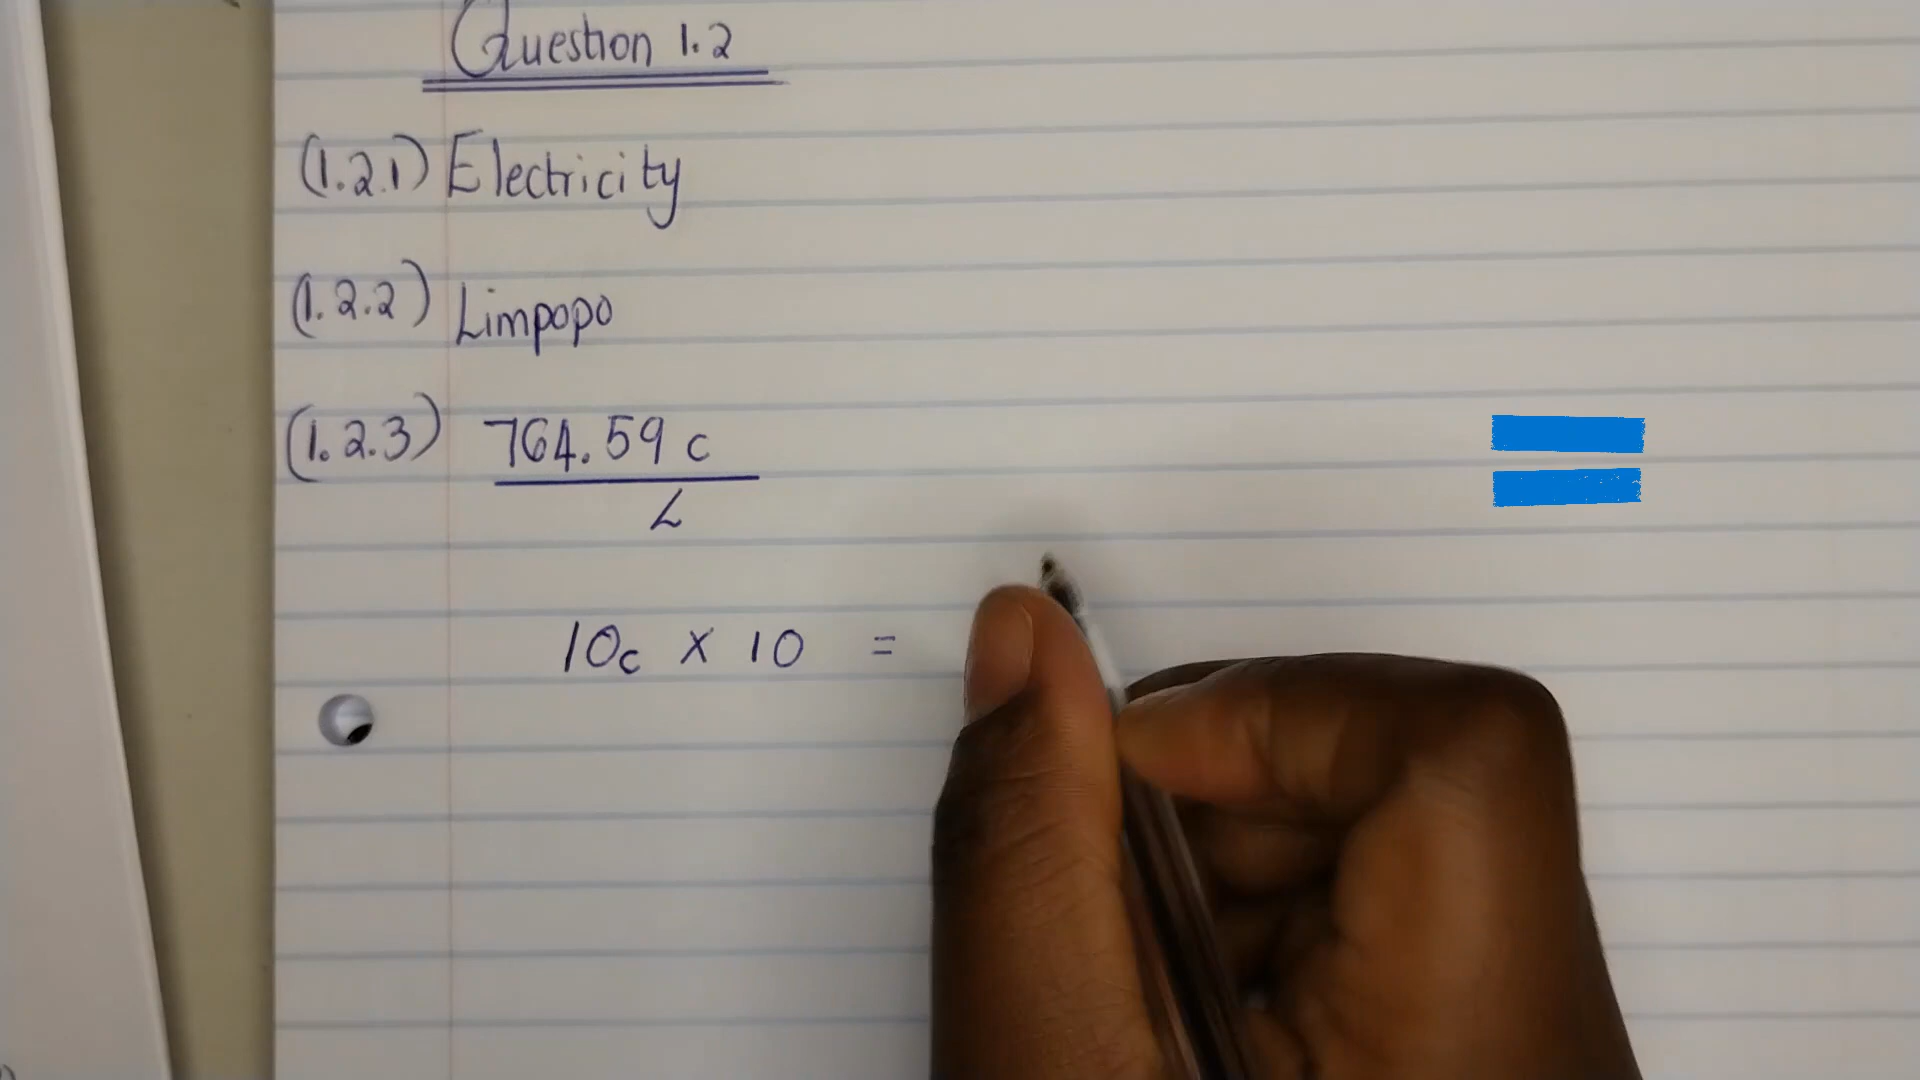 Question 1.2
(1.2.1) Electricity
(1.2.2) Limpopo
(1.2.3) 764.59 c
L
10c x 10 =